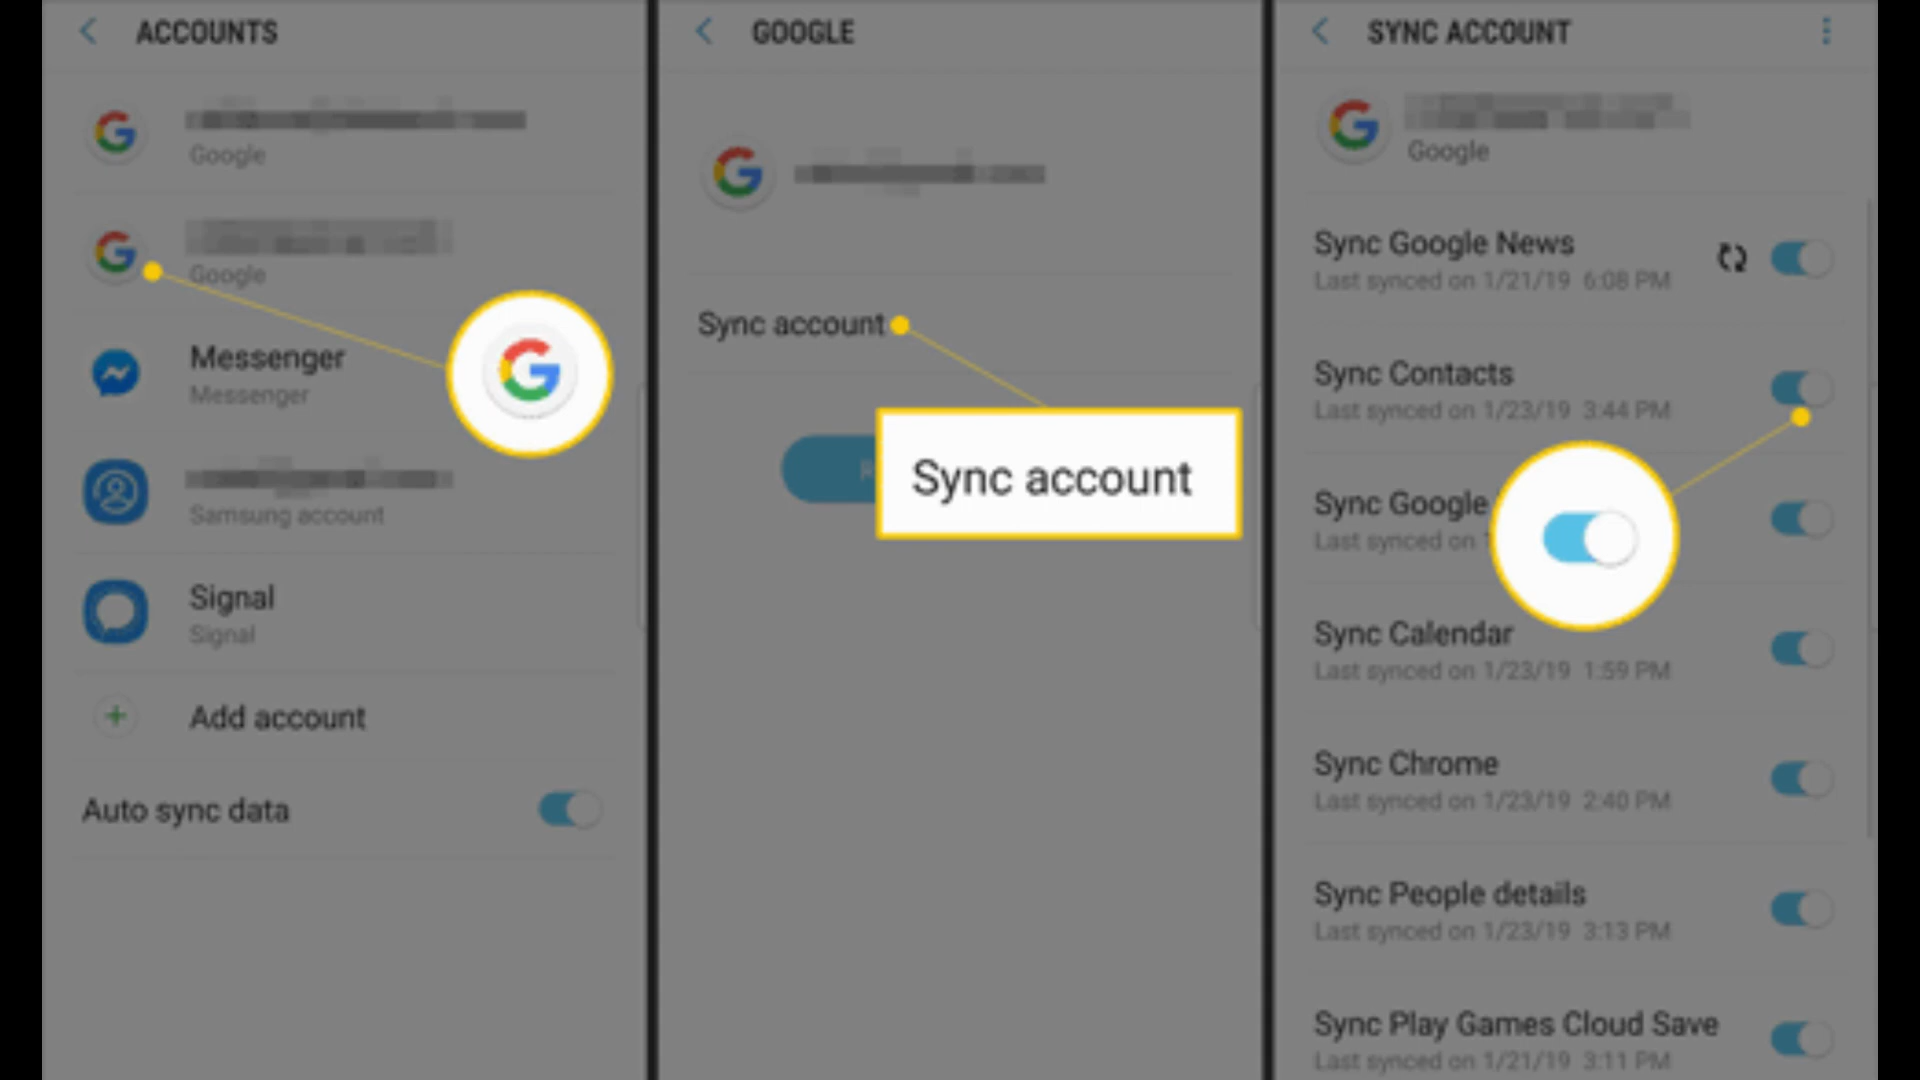 ACCOUNTS
Google
Google
Messenger
Messenger
Samsung account
Signal
Signal
Add account
Auto sync data
GOOGLE
Sync account
Sync account
SYNC ACCOUNT
Google
Sync Google News
Last synced on 1/21/19 6:08 PM
Sync Contacts
Last synced on 1/23/19 3:44 PM
Sync Google
Last synced on
Sync Calendar
Last synced on 1/23/19 1:59 PM
Sync Chrome
Last synced on 1/23/19 2:40 PM
Sync People details
Last synced on 1/23/19 3:13 PM
Sync Play Games Cloud Save
Last synced on 1/21/19 3:11 PM